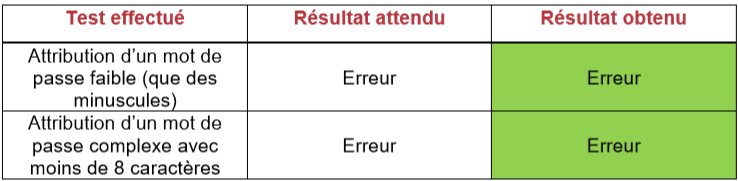 Test effectué
Résultat attendu
Résultat obtenu
Attribution d’un mot de
passe faible (que des
minuscules)
Erreur
Erreur
Attribution d’un mot de
passe complexe avec
moins de 8 caractères
Erreur
Erreur